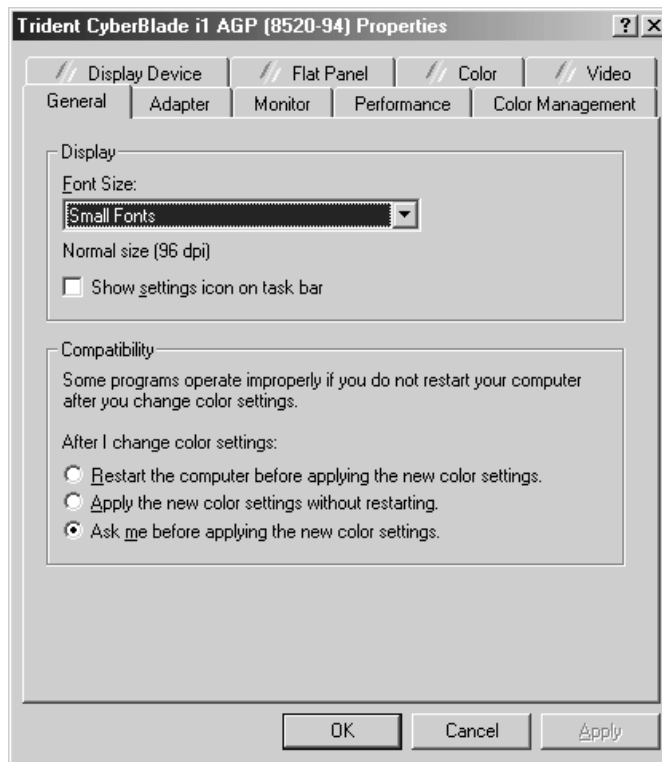 Trident CyberBlade i1 AGP (8520-94) Properties ? X
Display Device Flat Panel Color Video
General Adapter Monitor Performance Color Management
Display
Font Size:
Small Fonts
Normal size (96 dpi)
Show settings icon on task bar
Compatibility
Some programs operate improperly if you do not restart your computer
after you change color settings.
After I change color settings:
Restart the computer before applying the new color settings.
Apply the new color settings without restarting.
Ask me before applying the new color settings.
OK Cancel Apply